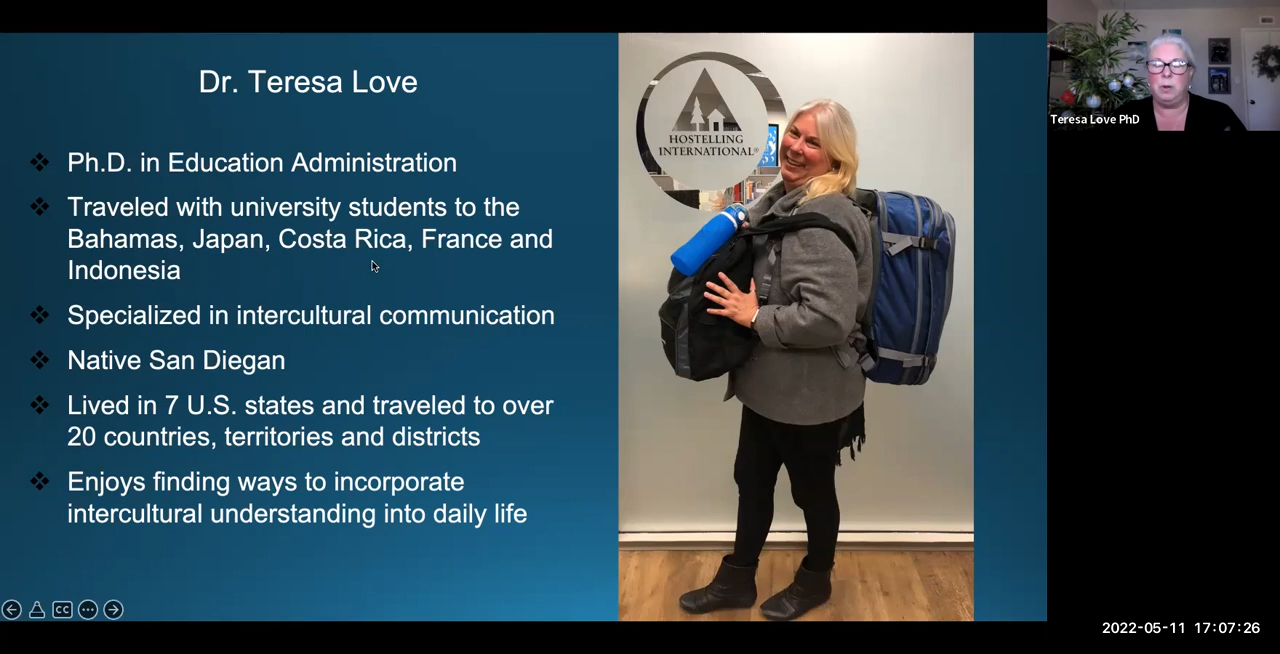 Dr. Teresa Love
❖ Ph.D. in Education Administration
❖ Traveled with university students to the
Bahamas, Japan, Costa Rica, France and
Indonesia
❖ Specialized in intercultural communication
❖ Native San Diegan
❖ Lived in 7 U.S. states and traveled to over
20 countries, territories and districts
❖ Enjoys finding ways to incorporate
intercultural understanding into daily life
HOSTELLING
INTERNATIONAL®
Teresa Love PhD
CC
2022-05-11 17:07:26